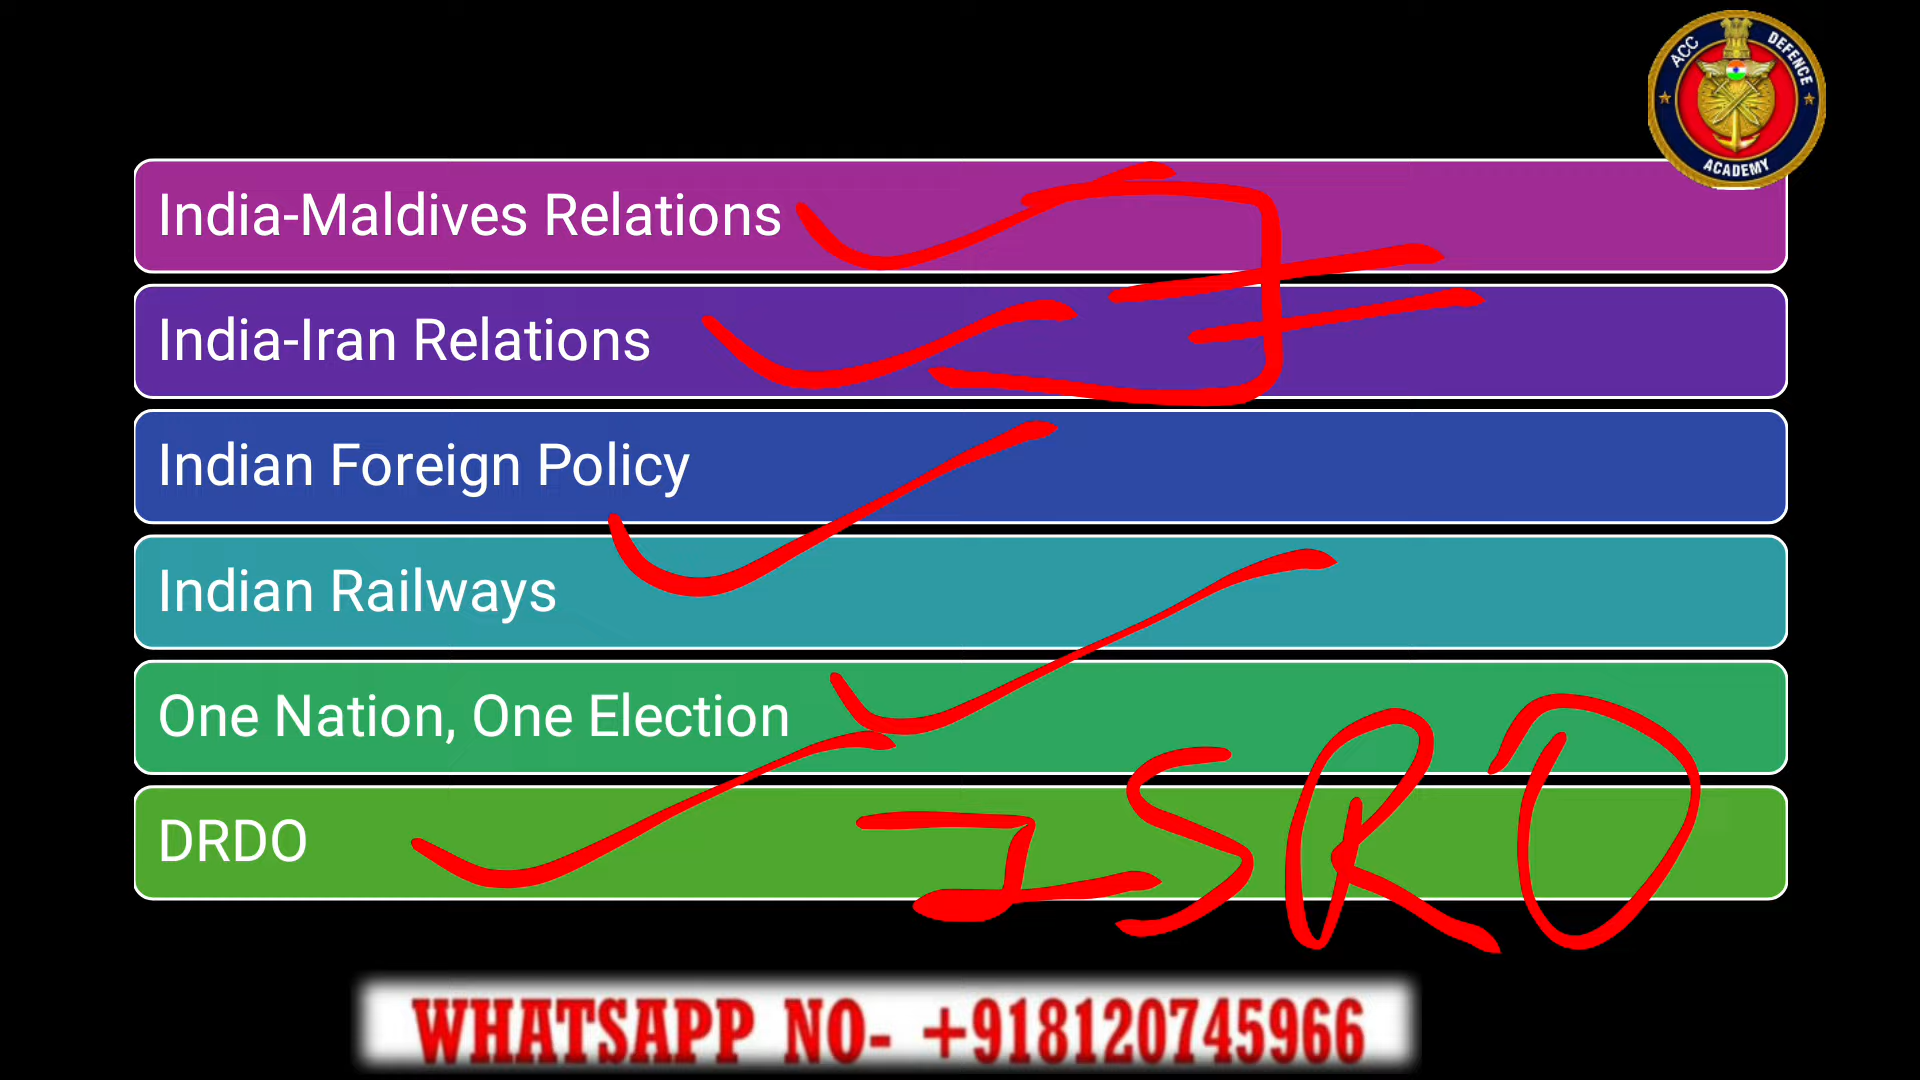 ACC DEFENCE
ACADEMY
India-Maldives Relations
India-Iran Relations
Indian Foreign Policy
Indian Railways
One Nation, One Election
DRDO
ISRO
WHATSAPP NO- +918120745966